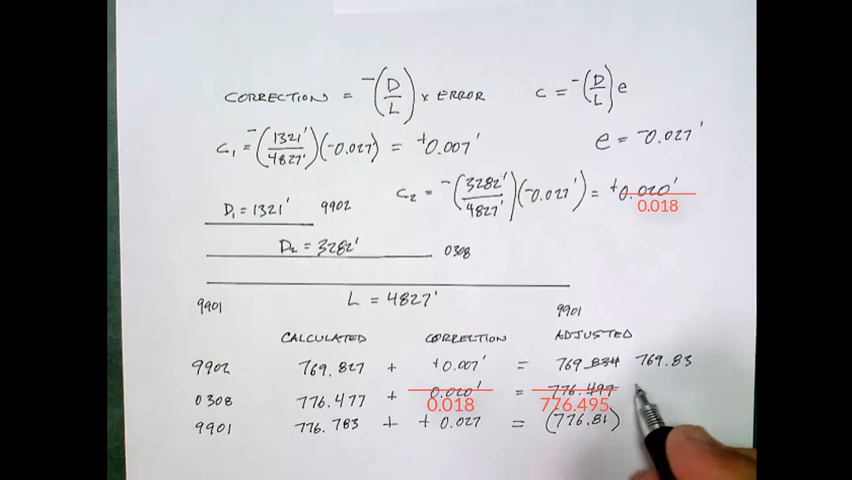 CORRECTION = -(D/L) x ERROR   C = -(D/L) e
C₁ = -(1321'/4827')(-0.027) = +0.007'   e = -0.027'
C₂ = -(3282'/4827')(-0.027') = +0.020'
0.018
D₁ = 1321'   9902
D₂ = 3282'   0308
9901   L = 4827'   9901
CALCULATED   CORRECTION   ADJUSTED
9902   769.827 + +0.007' = 769.834   769.83
0308   776.477 + 0.020' = 776.497
0.018   776.495
9901   776.783 + +0.027 = (776.81)